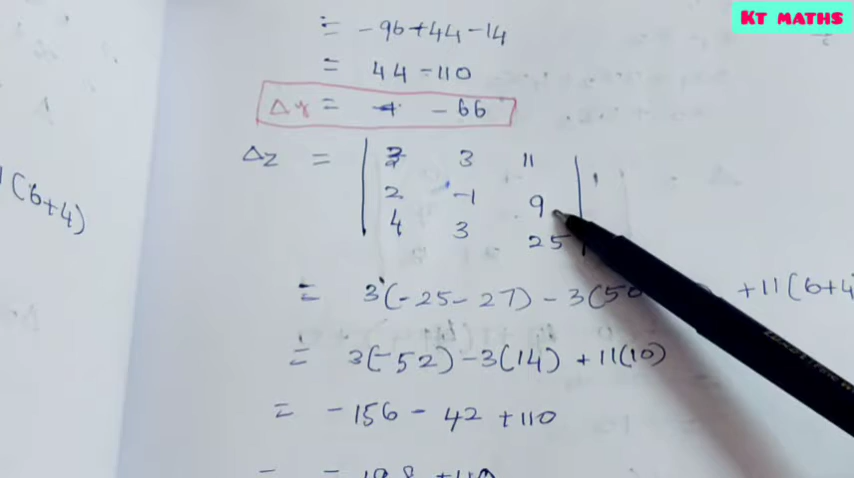 KT MATHS
= -96+44-14
= 44-110
Δy = -66
Δz = | 3 3 11 |
2 -1 9
4 3 25
(6+4)
= 3(-25-27) - 3(50 +11(6+4
= 3(-52) -3(14) +11(10)
= -156 - 42 +110
= -198 +110